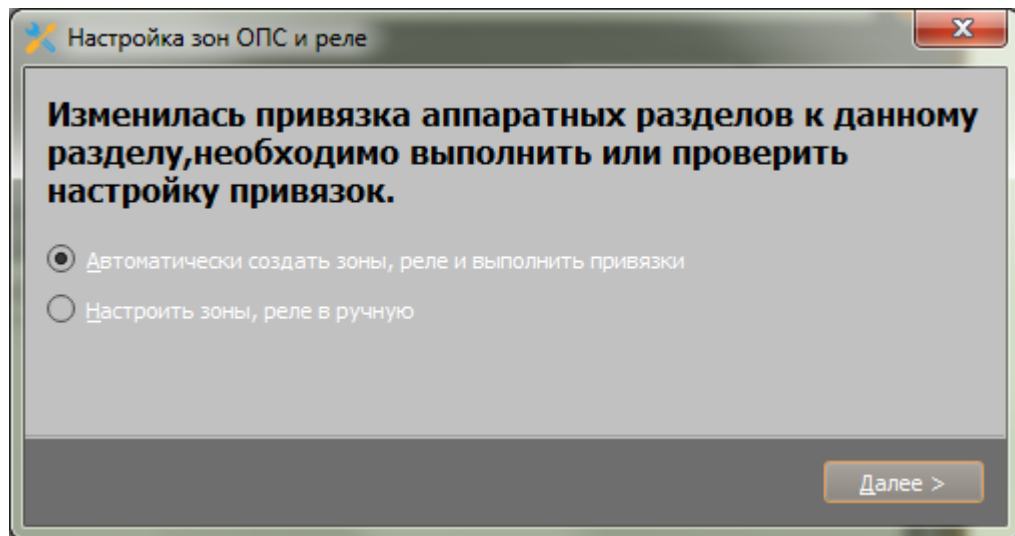 Настройка зон ОПС и реле
Изменилась привязка аппаратных разделов к данному
разделу,необходимо выполнить или проверить
настройку привязок.
Автоматически создать зоны, реле и выполнить привязки
Настроить зоны, реле в ручную
Далее >